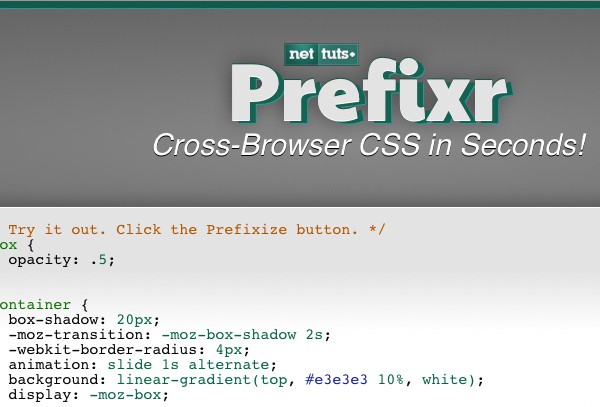 net tuts+
Prefixr
Cross-Browser CSS in Seconds!
Try it out. Click the Prefixize button. */
ox {
opacity: .5;
ontainer {
box-shadow: 20px;
-moz-transition: -moz-box-shadow 2s;
-webkit-border-radius: 4px;
animation: slide 1s alternate;
background: linear-gradient(top, #e3e3e3 10%, white);
display: -moz-box;